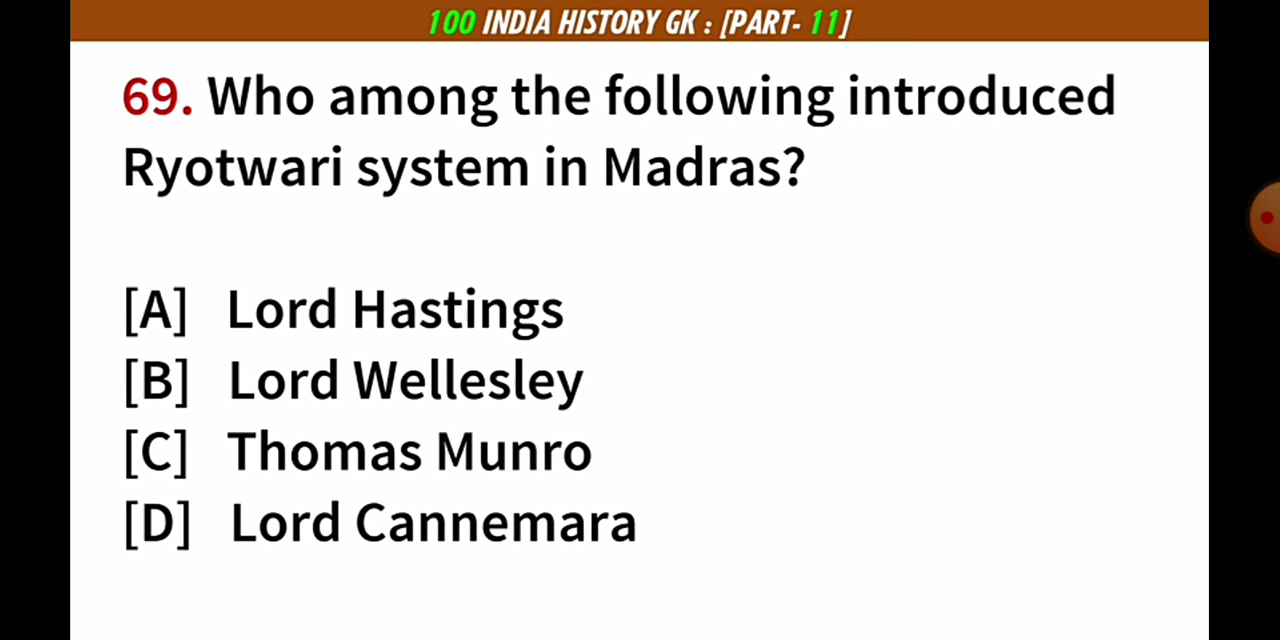 100 INDIA HISTORY GK : [PART- 11]
69. Who among the following introduced
Ryotwari system in Madras?
[A] Lord Hastings
[B] Lord Wellesley
[C] Thomas Munro
[D] Lord Cannemara